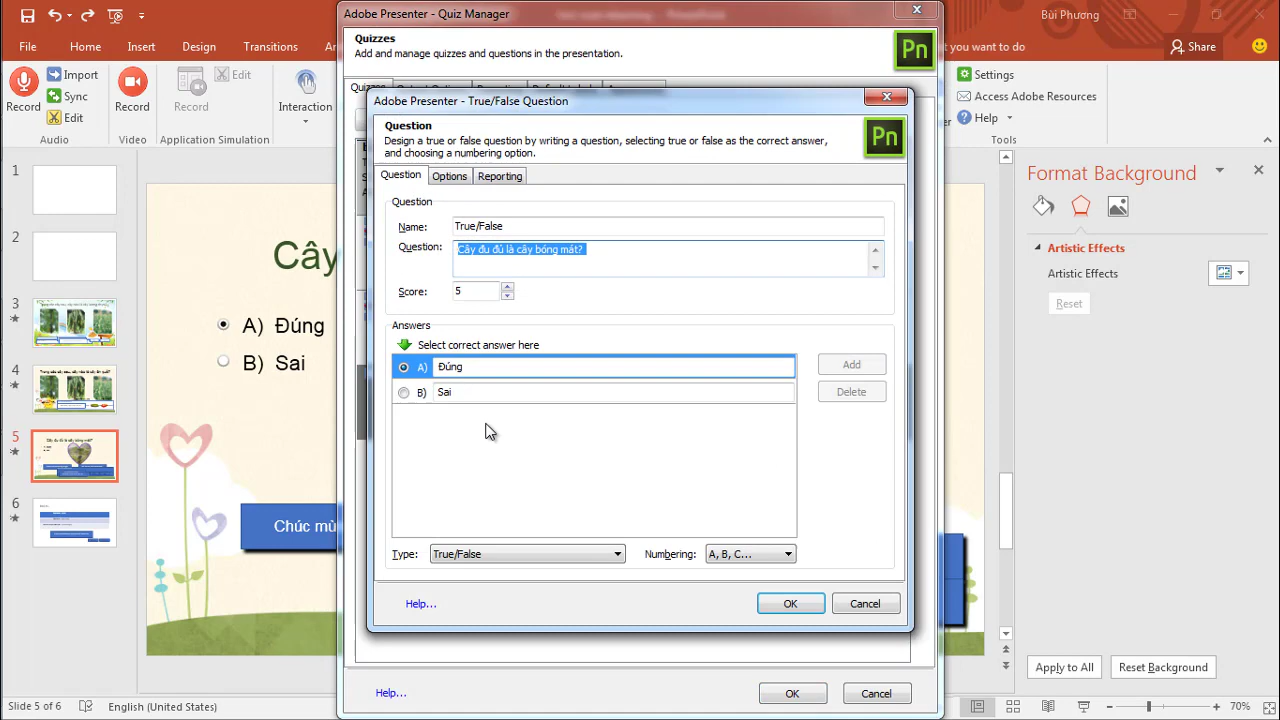 Adobe Presenter - Quiz Manager
Bùi Phương
File Home Insert Design Transitions
what you want to do
Share
Record
Import
Sync
Edit
Record
Record
Edit
Interaction
Settings
Access Adobe Resources
Help
Audio Video Application Simulation Tools
Quizzes
Add and manage quizzes and questions in the presentation.
Pn
Adobe Presenter - True/False Question
Question
Design a true or false question by writing a question, selecting true or false as the correct answer,
and choosing a numbering option.
Pn
Question Options Reporting
Question
Name: True/False
Question: Cây đu đủ là cây bóng mát?
Score: 5
Answers
Select correct answer here
A) Đúng
B) Sai
Add
Delete
Type: True/False Numbering: A, B, C...
Help... OK Cancel
Help... OK Cancel
1
2
3
4
5
6
Cây
A) Đúng
B) Sai
Chúc mừ
Format Background
Artistic Effects
Artistic Effects
Reset
Apply to All Reset Background
Slide 5 of 6 English (United States) 70%